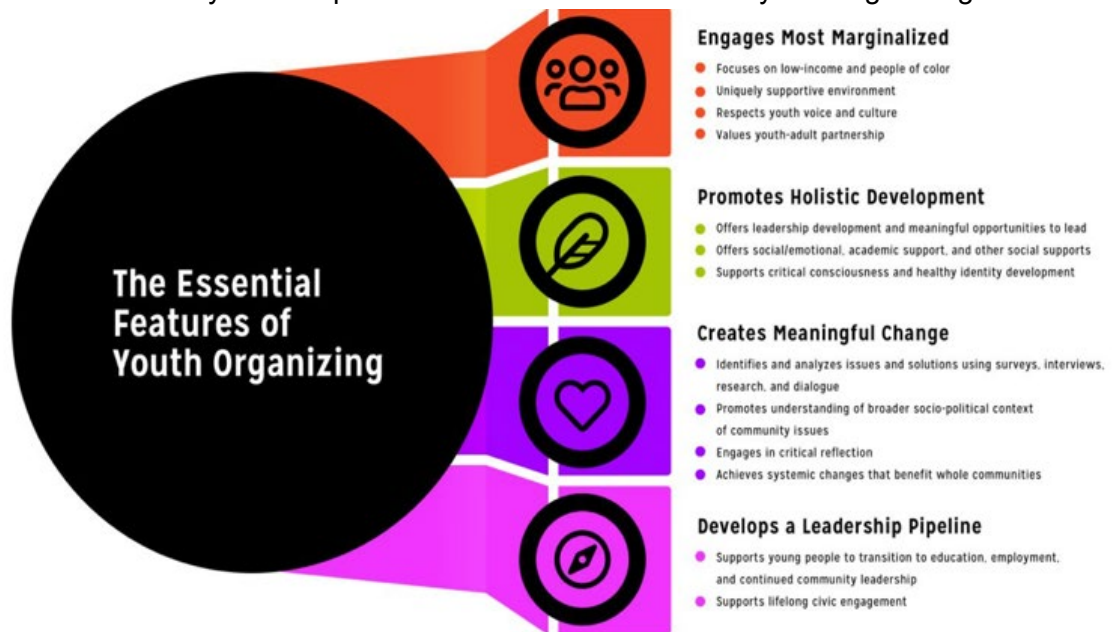 The Essential
Features of
Youth Organizing
Engages Most Marginalized
Focuses on low-income and people of color
Uniquely supportive environment
Respects youth voice and culture
Values youth-adult partnership
Promotes Holistic Development
Offers leadership development and meaningful opportunities to lead
Offers social/emotional, academic support, and other social supports
Supports critical consciousness and healthy identity development
Creates Meaningful Change
Identifies and analyzes issues and solutions using surveys, interviews,
research, and dialogue
Promotes understanding of broader socio-political context
of community issues
Engages in critical reflection
Achieves systemic changes that benefit whole communities
Develops a Leadership Pipeline
Supports young people to transition to education, employment,
and continued community leadership
Supports lifelong civic engagement